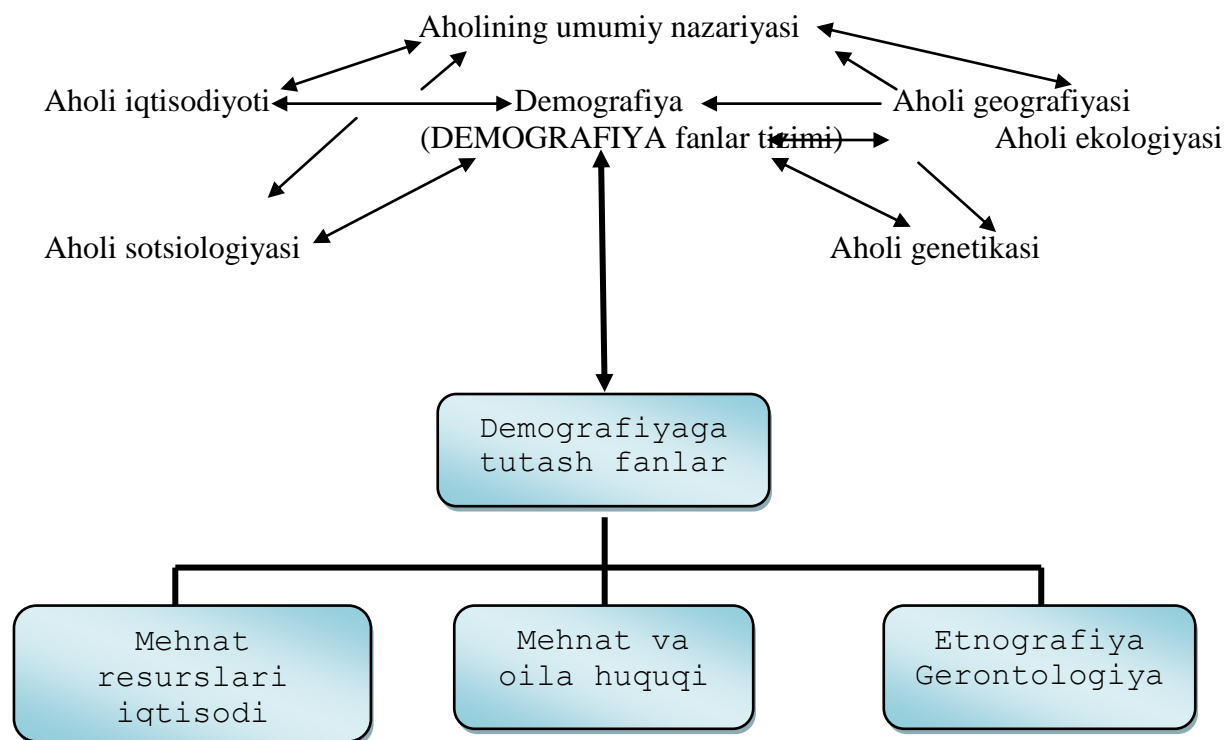 Aholining umumiy nazariyasi
Aholi iqtisodiyoti Demografiya Aholi geografiyasi
(DEMOGRAFIYA fanlar tizimi) Aholi ekologiyasi
Aholi sotsiologiyasi Aholi genetikasi
Demografiyaga
tutash fanlar
Mehnat
resurslari
iqtisodi
Mehnat va
oila huquqi
Etnografiya
Gerontologiya